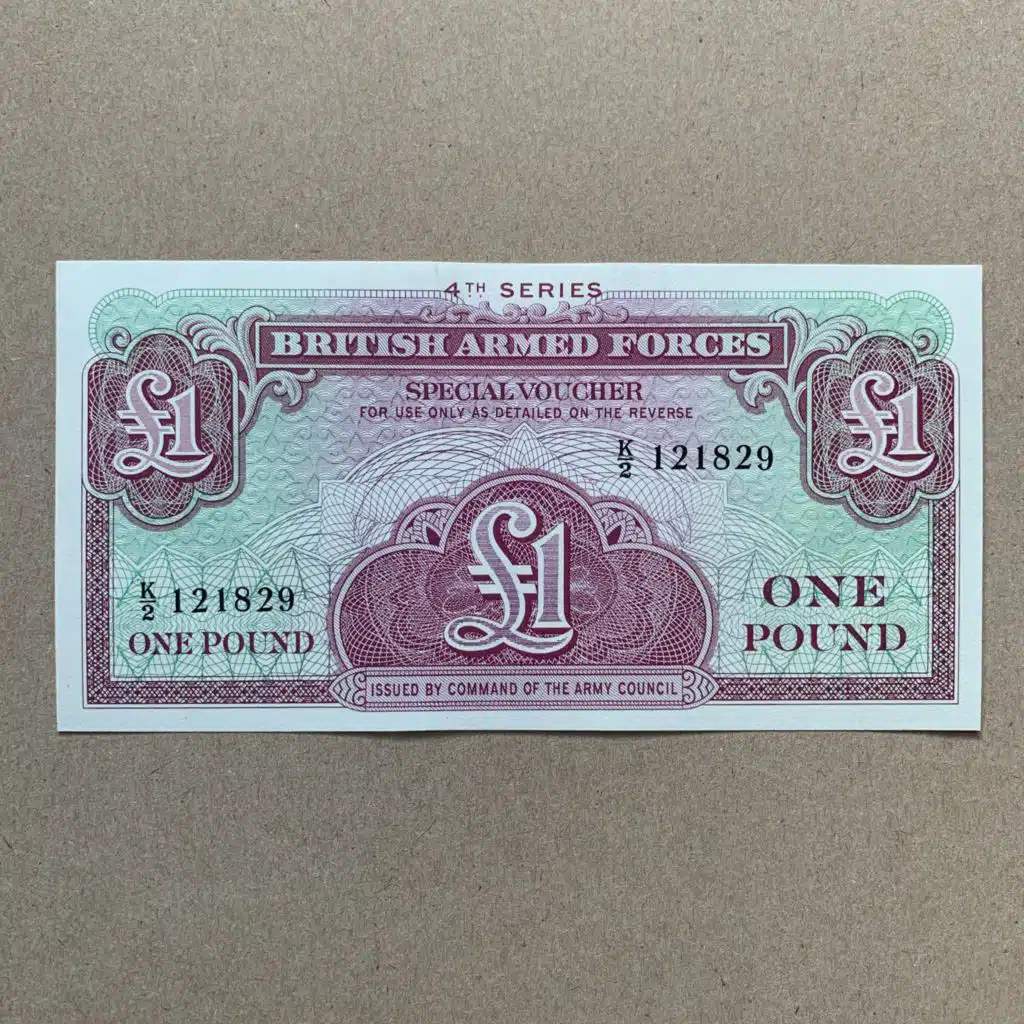 4TH SERIES
BRITISH ARMED FORCES
£1
£1
SPECIAL VOUCHER
FOR USE ONLY AS DETAILED ON THE REVERSE
K/2 121829
£1
K/2 121829
ONE POUND
ONE
POUND
ISSUED BY COMMAND OF THE ARMY COUNCIL